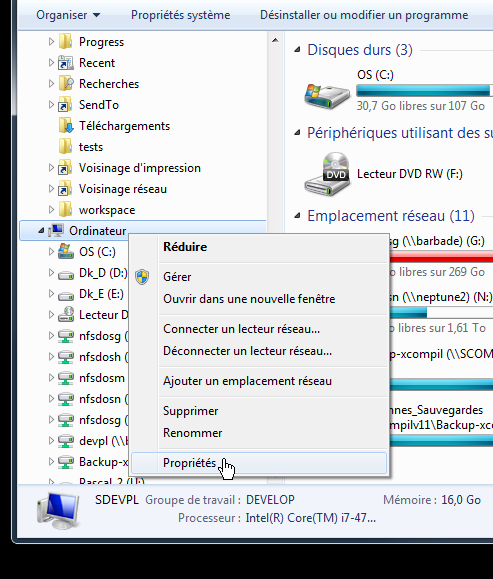 Organiser
Propriétés système
Désinstaller ou modifier un programme
Progress
Recent
Recherches
SendTo
Téléchargements
tests
Voisinage d'impression
Voisinage réseau
workspace
Ordinateur
OS (C:)
Dk_D (D:)
Dk_E (E:)
Lecteur D
nfsdosg
nfsdosh
nfsdosm
nfsdosn
nfsdosg (
devpl (\\
Backup-x
Pascal_2 (U:)
Disques durs (3)
OS (C:)
30,7 Go libres sur 107 Go
Périphériques utilisant des su
DVD
Lecteur DVD RW (F:)
Emplacement réseau (11)
sg (\\barbade) (G:)
o libres sur 269 Go
sn (\\neptune2) (N:)
o libres sur 1,61 To
up-xcompil (\\SCOM
nnes_Sauvegardes
mpilv11\Backup-xc
Réduire
Gérer
Ouvrir dans une nouvelle fenêtre
Connecter un lecteur réseau...
Déconnecter un lecteur réseau...
Ajouter un emplacement réseau
Supprimer
Renommer
Propriétés
SDEVPL Groupe de travail : DEVELOP Mémoire : 16,0 Go
Processeur : Intel(R) Core(TM) i7-47...